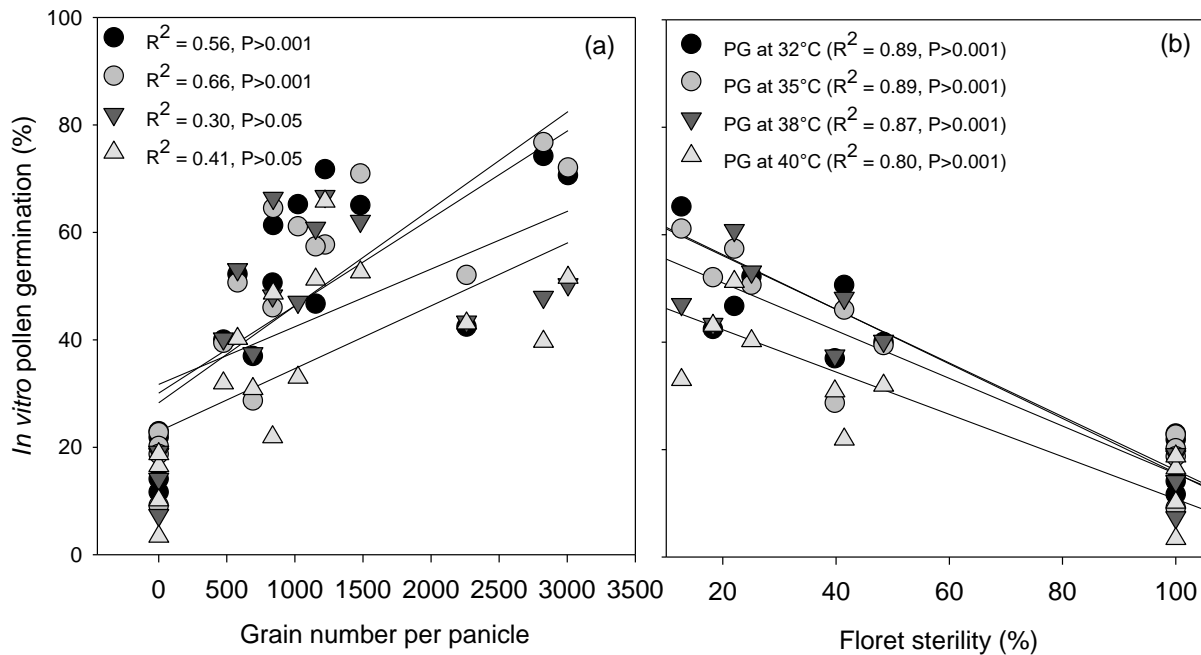 100
80
60
40
20
0
In vitro pollen germination (%)
R2 = 0.56, P>0.001
R2 = 0.66, P>0.001
R2 = 0.30, P>0.05
R2 = 0.41, P>0.05
(a)
0 500 1000 1500 2000 2500 3000 3500
Grain number per panicle
PG at 32°C (R2 = 0.89, P>0.001)
PG at 35°C (R2 = 0.89, P>0.001)
PG at 38°C (R2 = 0.87, P>0.001)
PG at 40°C (R2 = 0.80, P>0.001)
(b)
20 40 60 80 100
Floret sterility (%)